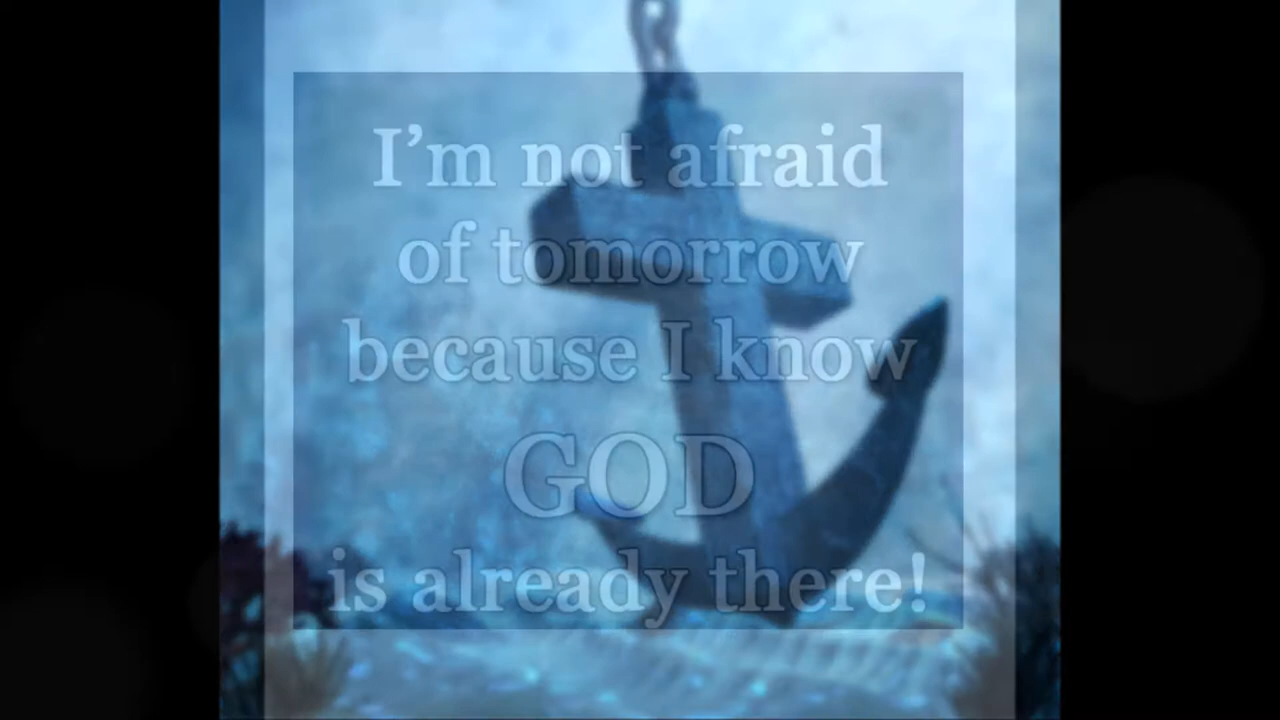 I’m not afraid
of tomorrow
because I know
GOD
is already there!